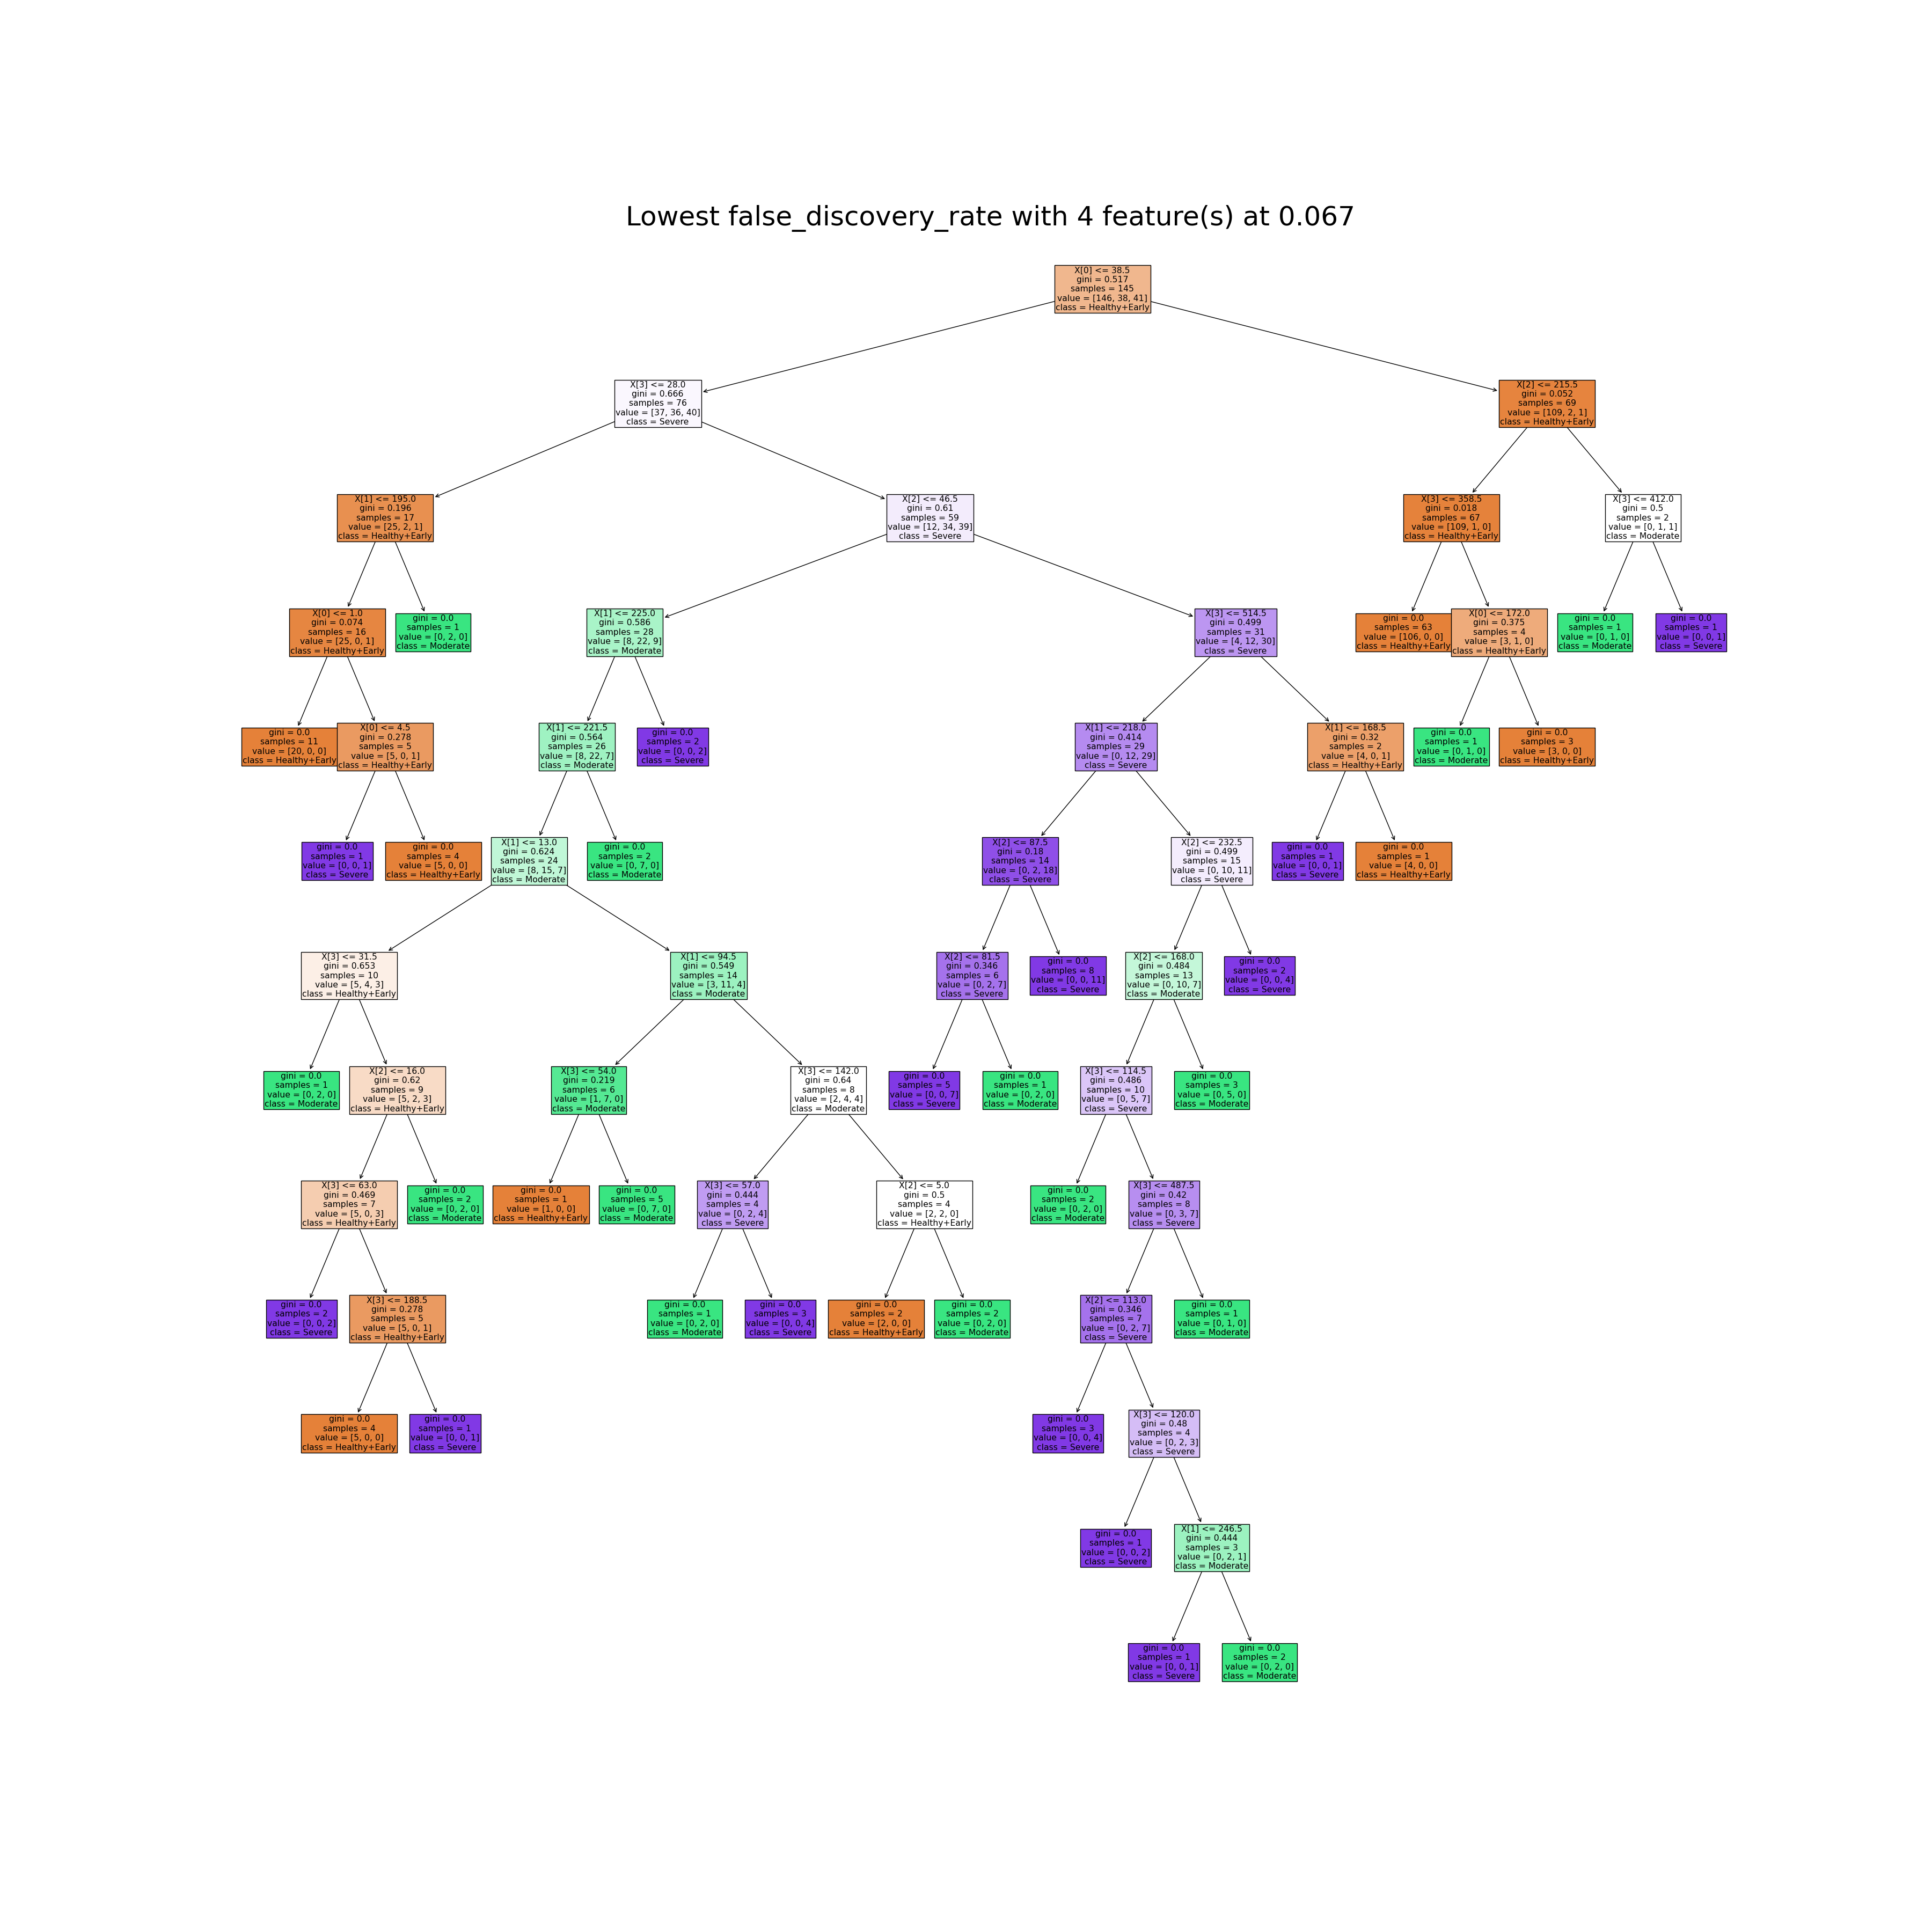 Lowest false_discovery_rate with 4 feature(s) at 0.067
X[0] <= 38.5
gini = 0.517
samples = 145
value = [146, 38, 41]
class = Healthy+Early
X[3] <= 28.0
gini = 0.666
samples = 76
value = [37, 36, 40]
class = Severe
X[2] <= 215.5
gini = 0.052
samples = 69
value = [109, 2, 1]
class = Healthy+Early
X[1] <= 195.0
gini = 0.196
samples = 17
value = [25, 2, 1]
class = Healthy+Early
X[2] <= 46.5
gini = 0.61
samples = 59
value = [12, 34, 39]
class = Severe
X[3] <= 358.5
gini = 0.018
samples = 67
value = [109, 1, 0]
class = Healthy+Early
X[3] <= 412.0
gini = 0.5
samples = 2
value = [0, 1, 1]
class = Moderate
X[0] <= 1.0
gini = 0.074
samples = 16
value = [25, 0, 1]
class = Healthy+Early
gini = 0.0
samples = 1
value = [0, 2, 0]
class = Moderate
X[1] <= 225.0
gini = 0.586
samples = 28
value = [8, 22, 9]
class = Moderate
X[3] <= 514.5
gini = 0.499
samples = 31
value = [4, 12, 30]
class = Severe
gini = 0.0
samples = 63
value = [106, 0, 0]
class = Healthy+Early
X[0] <= 172.0
gini = 0.375
samples = 4
value = [3, 1, 0]
class = Healthy+Early
gini = 0.0
samples = 1
value = [0, 1, 0]
class = Moderate
gini = 0.0
samples = 1
value = [0, 0, 1]
class = Severe
gini = 0.0
samples = 11
value = [20, 0, 0]
class = Healthy+Early
X[0] <= 4.5
gini = 0.278
samples = 5
value = [5, 0, 1]
class = Healthy+Early
X[1] <= 221.5
gini = 0.564
samples = 26
value = [8, 22, 7]
class = Moderate
gini = 0.0
samples = 2
value = [0, 0, 2]
class = Severe
X[1] <= 218.0
gini = 0.414
samples = 29
value = [0, 12, 29]
class = Severe
X[1] <= 168.5
gini = 0.32
samples = 2
value = [4, 0, 1]
class = Healthy+Early
gini = 0.0
samples = 1
value = [0, 1, 0]
class = Moderate
gini = 0.0
samples = 3
value = [3, 0, 0]
class = Healthy+Early
gini = 0.0
samples = 1
value = [0, 0, 1]
class = Severe
gini = 0.0
samples = 4
value = [5, 0, 0]
class = Healthy+Early
X[1] <= 13.0
gini = 0.624
samples = 24
value = [8, 15, 7]
class = Moderate
gini = 0.0
samples = 2
value = [0, 7, 0]
class = Moderate
X[2] <= 87.5
gini = 0.18
samples = 14
value = [0, 2, 18]
class = Severe
X[2] <= 232.5
gini = 0.499
samples = 15
value = [0, 10, 11]
class = Severe
gini = 0.0
samples = 1
value = [0, 0, 1]
class = Severe
gini = 0.0
samples = 1
value = [4, 0, 0]
class = Healthy+Early
X[3] <= 31.5
gini = 0.653
samples = 10
value = [5, 4, 3]
class = Healthy+Early
X[1] <= 94.5
gini = 0.549
samples = 14
value = [3, 11, 4]
class = Moderate
X[2] <= 81.5
gini = 0.346
samples = 6
value = [0, 2, 7]
class = Severe
gini = 0.0
samples = 8
value = [0, 0, 11]
class = Severe
X[2] <= 168.0
gini = 0.484
samples = 13
value = [0, 10, 7]
class = Moderate
gini = 0.0
samples = 2
value = [0, 0, 4]
class = Severe
gini = 0.0
samples = 1
value = [0, 2, 0]
class = Moderate
X[2] <= 16.0
gini = 0.62
samples = 9
value = [5, 2, 3]
class = Healthy+Early
X[3] <= 54.0
gini = 0.219
samples = 6
value = [1, 7, 0]
class = Moderate
X[3] <= 142.0
gini = 0.64
samples = 8
value = [2, 4, 4]
class = Moderate
gini = 0.0
samples = 5
value = [0, 0, 7]
class = Severe
gini = 0.0
samples = 1
value = [0, 2, 0]
class = Moderate
X[3] <= 114.5
gini = 0.486
samples = 10
value = [0, 5, 7]
class = Severe
gini = 0.0
samples = 3
value = [0, 5, 0]
class = Moderate
X[3] <= 63.0
gini = 0.469
samples = 7
value = [5, 0, 3]
class = Healthy+Early
gini = 0.0
samples = 2
value = [0, 2, 0]
class = Moderate
gini = 0.0
samples = 1
value = [1, 0, 0]
class = Healthy+Early
gini = 0.0
samples = 5
value = [0, 7, 0]
class = Moderate
X[3] <= 57.0
gini = 0.444
samples = 4
value = [0, 2, 4]
class = Severe
X[2] <= 5.0
gini = 0.5
samples = 4
value = [2, 2, 0]
class = Healthy+Early
gini = 0.0
samples = 2
value = [0, 2, 0]
class = Moderate
X[3] <= 487.5
gini = 0.42
samples = 8
value = [0, 3, 7]
class = Severe
gini = 0.0
samples = 2
value = [0, 0, 2]
class = Severe
X[3] <= 188.5
gini = 0.278
samples = 5
value = [5, 0, 1]
class = Healthy+Early
gini = 0.0
samples = 1
value = [0, 2, 0]
class = Moderate
gini = 0.0
samples = 3
value = [0, 0, 4]
class = Severe
gini = 0.0
samples = 2
value = [2, 0, 0]
class = Healthy+Early
gini = 0.0
samples = 2
value = [0, 2, 0]
class = Moderate
X[2] <= 113.0
gini = 0.346
samples = 7
value = [0, 2, 7]
class = Severe
gini = 0.0
samples = 1
value = [0, 1, 0]
class = Moderate
gini = 0.0
samples = 4
value = [5, 0, 0]
class = Healthy+Early
gini = 0.0
samples = 1
value = [0, 0, 1]
class = Severe
gini = 0.0
samples = 3
value = [0, 0, 4]
class = Severe
X[3] <= 120.0
gini = 0.48
samples = 4
value = [0, 2, 3]
class = Severe
gini = 0.0
samples = 1
value = [0, 0, 2]
class = Severe
X[1] <= 246.5
gini = 0.444
samples = 3
value = [0, 2, 1]
class = Moderate
gini = 0.0
samples = 1
value = [0, 0, 1]
class = Severe
gini = 0.0
samples = 2
value = [0, 2, 0]
class = Moderate